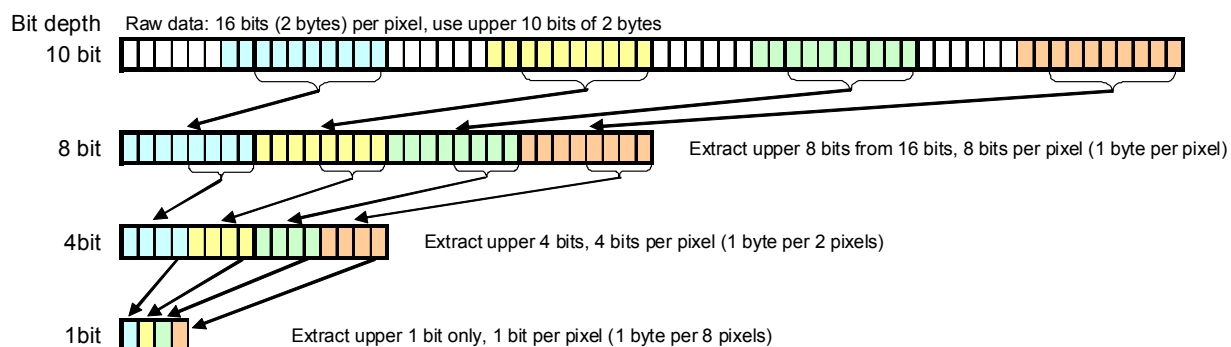 Bit depth
Raw data: 16 bits (2 bytes) per pixel, use upper 10 bits of 2 bytes
10 bit
8 bit
Extract upper 8 bits from 16 bits, 8 bits per pixel (1 byte per pixel)
4bit
Extract upper 4 bits, 4 bits per pixel (1 byte per 2 pixels)
1bit
Extract upper 1 bit only, 1 bit per pixel (1 byte per 8 pixels)